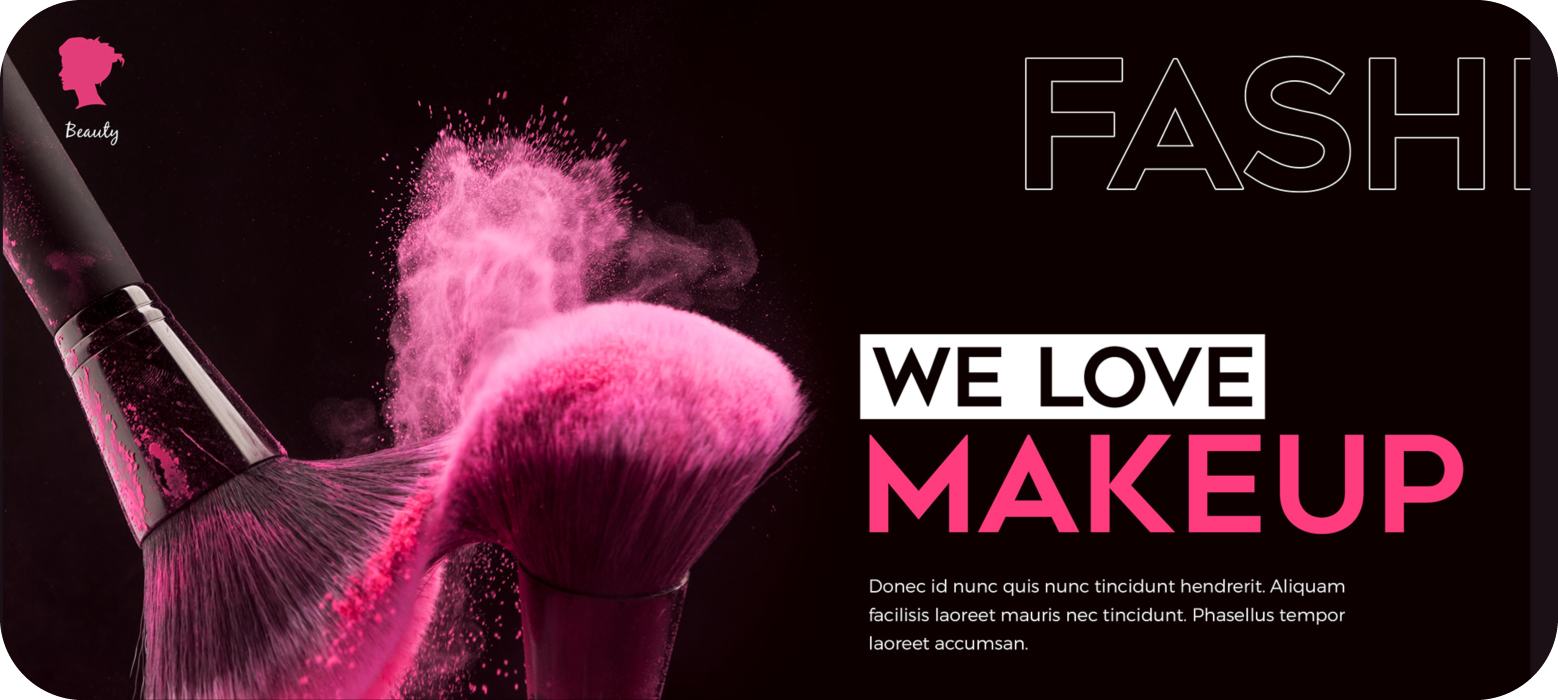 Beauty
FASHI
WE LOVE
MAKEUP
Donec id nunc quis nunc tincidunt hendrerit. Aliquam
facilisis laoreet mauris nec tincidunt. Phasellus tempor
laoreet accumsan.